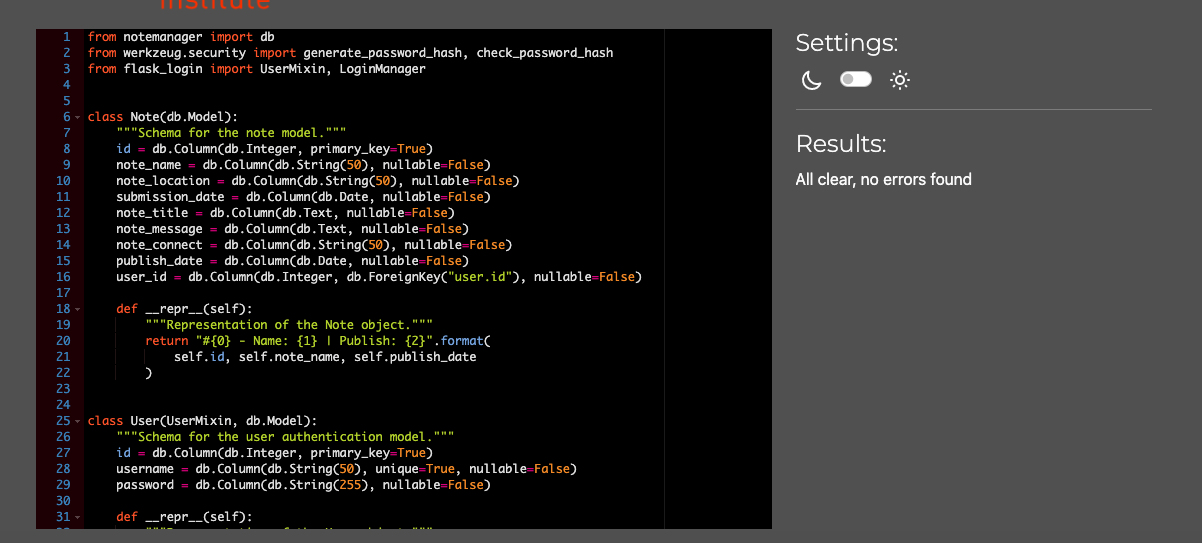 institute
1 from notemanager import db
2 from werkzeug.security import generate_password_hash, check_password_hash
3 from flask_login import UserMixin, LoginManager
4
5
6 class Note(db.Model):
7     """Schema for the note model."""
8     id = db.Column(db.Integer, primary_key=True)
9     note_name = db.Column(db.String(50), nullable=False)
10     note_location = db.Column(db.String(50), nullable=False)
11     submission_date = db.Column(db.Date, nullable=False)
12     note_title = db.Column(db.Text, nullable=False)
13     note_message = db.Column(db.Text, nullable=False)
14     note_connect = db.Column(db.String(50), nullable=False)
15     publish_date = db.Column(db.Date, nullable=False)
16     user_id = db.Column(db.Integer, db.ForeignKey("user.id"), nullable=False)
17
18     def __repr__(self):
19         """Representation of the Note object."""
20         return "#{0} - Name: {1} | Publish: {2}".format(
21             self.id, self.note_name, self.publish_date
22         )
23
24
25 class User(UserMixin, db.Model):
26     """Schema for the user authentication model."""
27     id = db.Column(db.Integer, primary_key=True)
28     username = db.Column(db.String(50), unique=True, nullable=False)
29     password = db.Column(db.String(255), nullable=False)
30
31     def __repr__(self):
Settings:
Results:
All clear, no errors found